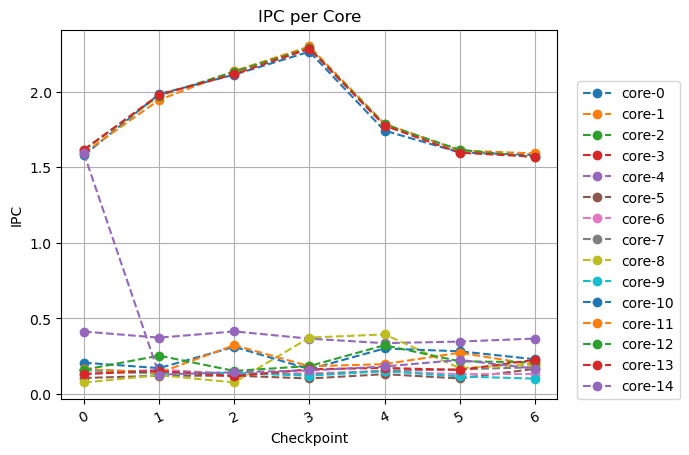 IPC per Core
IPC
2.0
1.5
1.0
0.5
0.0
0
1
2
3
4
5
6
Checkpoint
core-0
core-1
core-2
core-3
core-4
core-5
core-6
core-7
core-8
core-9
core-10
core-11
core-12
core-13
core-14